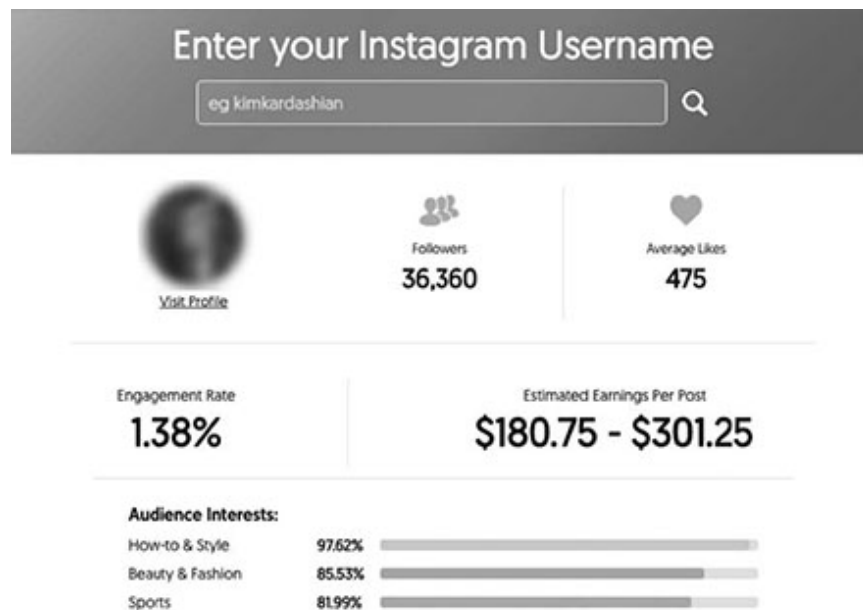 Enter your Instagram Username
eg kimkardashian
Followers
36,360
Average Likes
475
Visit Profile
Engagement Rate
1.38%
Estimated Earnings Per Post
$180.75 - $301.25
Audience Interests:
How-to & Style 97.62%
Beauty & Fashion 85.53%
Sports 81.99%